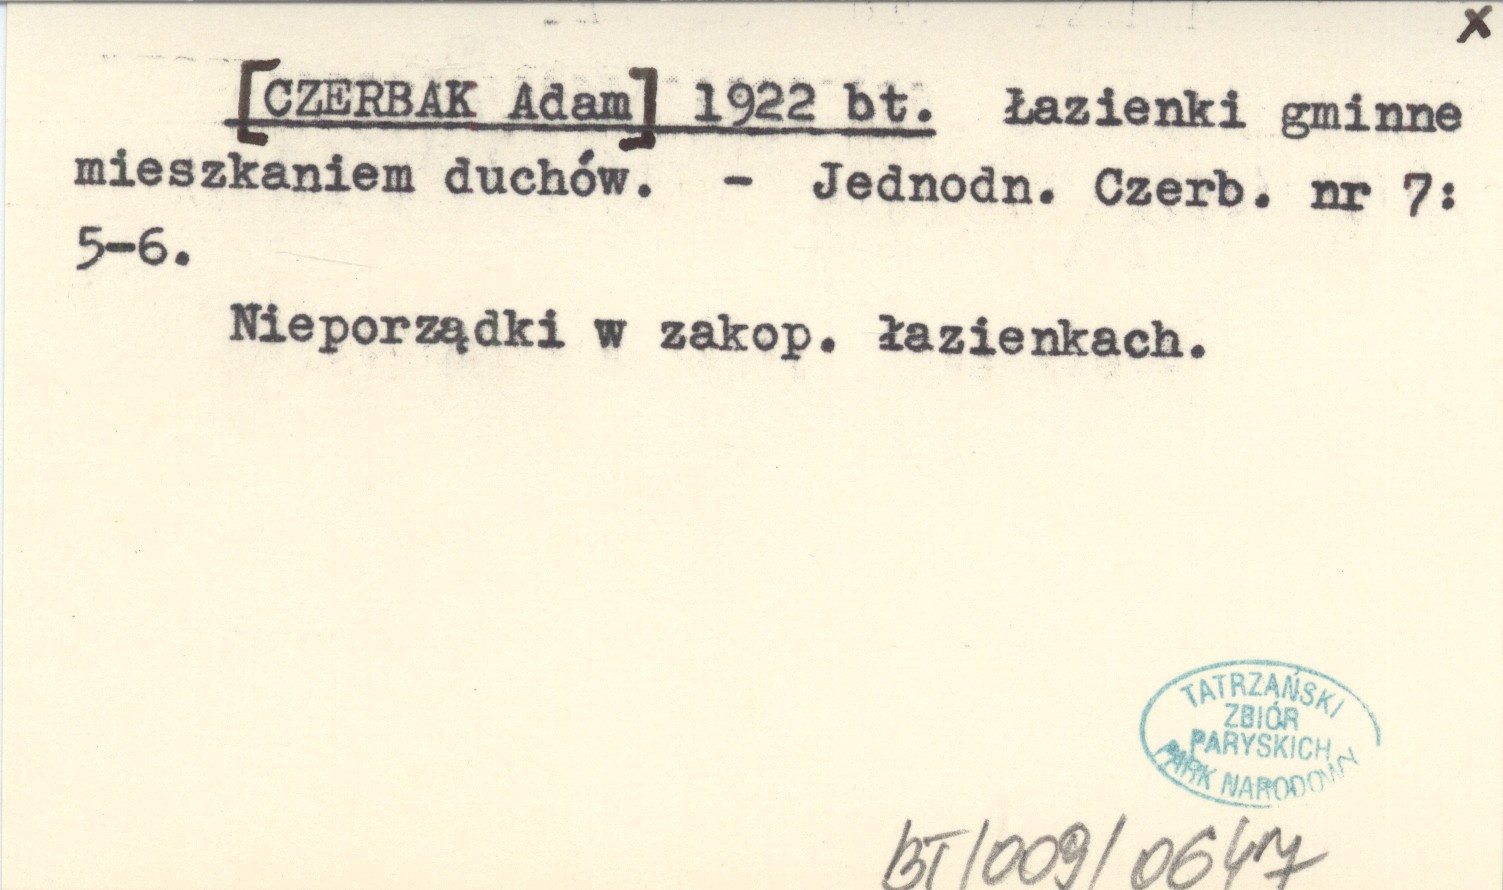 x
[CZERBAK Adam] 1922 bt. Łazienki gminne
mieszkaniem duchów. - Jednodn. Czerb. nr 7:
5-6.
Nieporządki w zakop. łazienkach.
TATRZAŃSKI
ZBIÓR
PARYSKICH
PARK NARODOWY
BT/009/0647